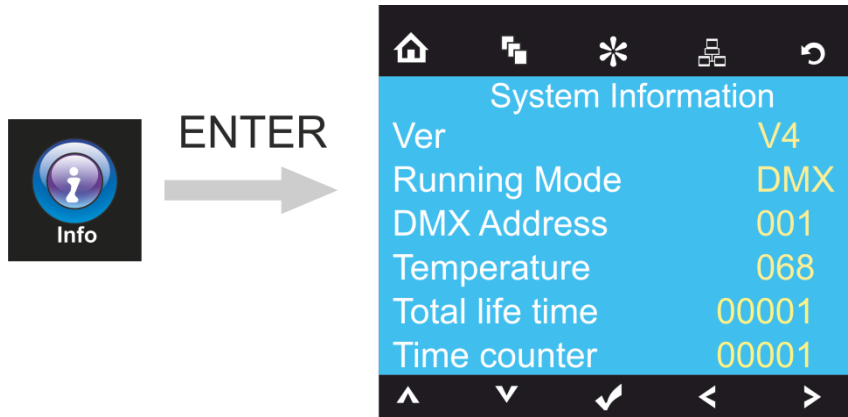 ENTER
Info
System Information
Ver V4
Running Mode DMX
DMX Address 001
Temperature 068
Total life time 00001
Time counter 00001